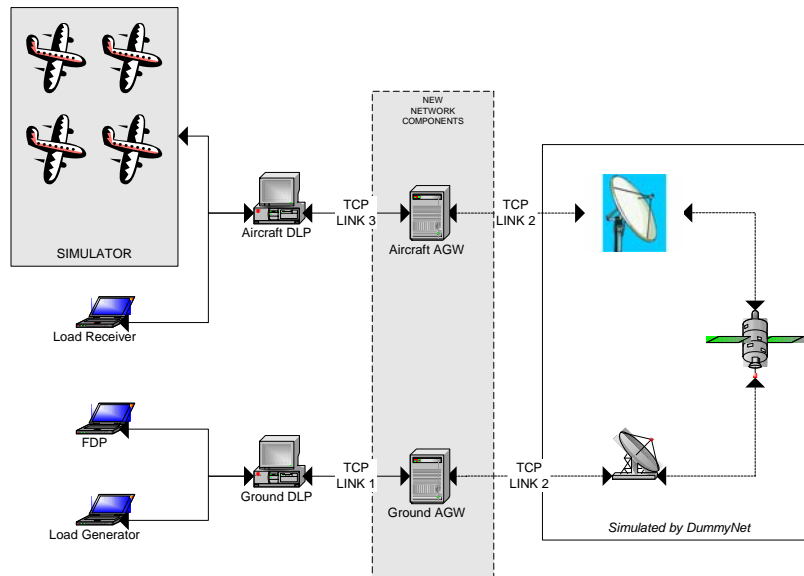 NEW
NETWORK
COMPONENTS
TCP
LINK 3
TCP
LINK 2
Aircraft DLP
Aircraft AGW
SIMULATOR
Load Receiver
FDP
TCP
LINK 1
TCP
LINK 2
Ground DLP
Ground AGW
Load Generator
Simulated by DummyNet